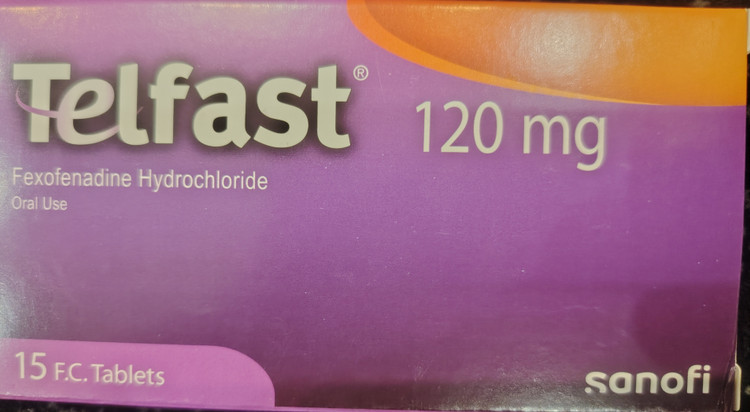 Telfast®
120 mg
Fexofenadine Hydrochloride
Oral Use
15 F.C. Tablets
sanofi